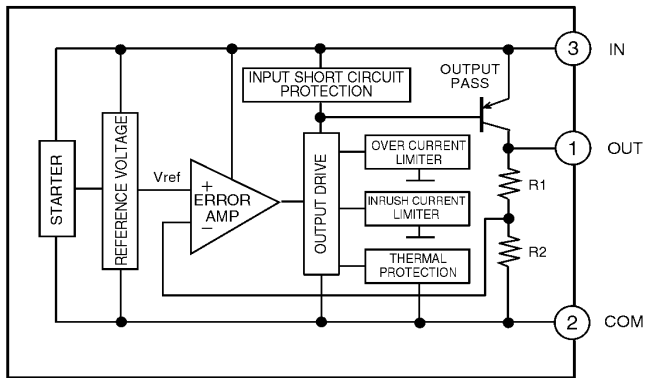 3 IN
INPUT SHORT CIRCUIT
PROTECTION
OUTPUT
PASS
STARTER
REFERENCE VOLTAGE
Vref
+
ERROR
AMP
−
OUTPUT DRIVE
OVER CURRENT
LIMITER
1 OUT
R1
INRUSH CURRENT
LIMITER
R2
THERMAL
PROTECTION
2 COM